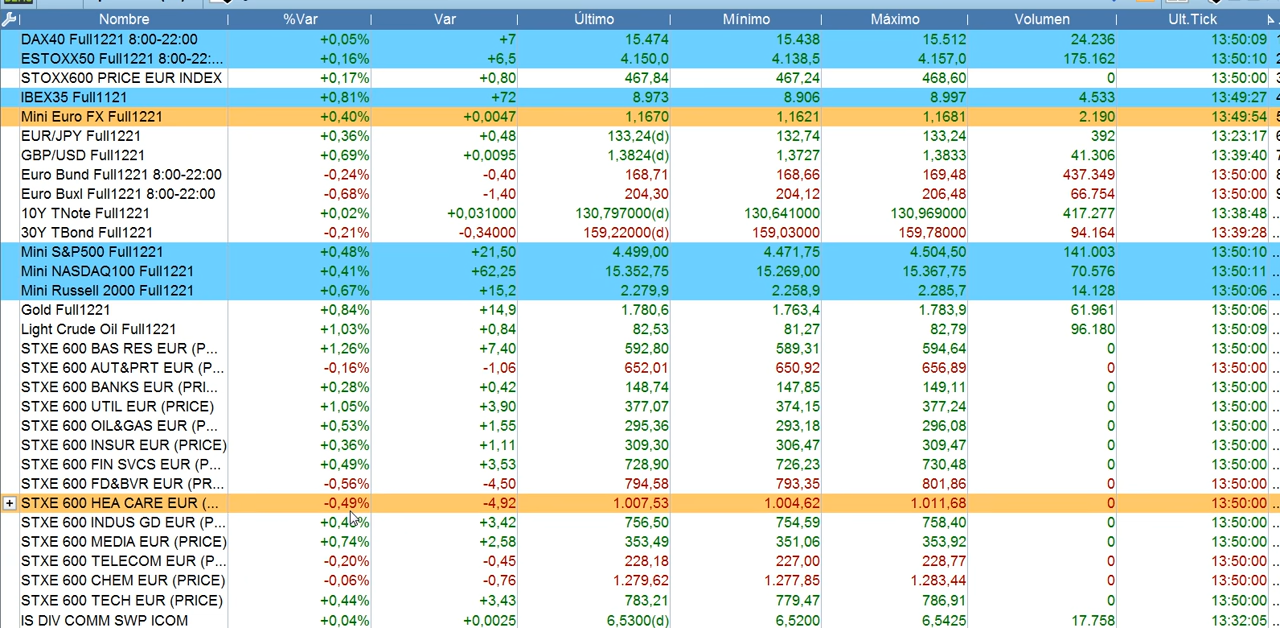 Nombre %Var Var Último Mínimo Máximo Volumen Ult.Tick
DAX40 Full1221 8:00-22:00 +0,05% +7 15.474 15.438 15.512 24.236 13:50:09
ESTOXX50 Full1221 8:00-22:... +0,16% +6,5 4.150,0 4.138,5 4.157,0 175.162 13:50:10
STOXX600 PRICE EUR INDEX +0,17% +0,80 467,84 467,24 468,60 0 13:50:00
IBEX35 Full1121 +0,81% +72 8.973 8.906 8.997 4.533 13:49:27
Mini Euro FX Full1221 +0,40% +0,0047 1,1670 1,1621 1,1681 2.190 13:49:54
EUR/JPY Full1221 +0,36% +0,48 133,24(d) 132,74 133,24 392 13:23:17
GBP/USD Full1221 +0,69% +0,0095 1,3824(d) 1,3727 1,3833 41.306 13:39:40
Euro Bund Full1221 8:00-22:00 -0,24% -0,40 168,71 168,66 169,48 437.349 13:50:00
Euro Buxl Full1221 8:00-22:00 -0,68% -1,40 204,30 204,12 206,48 66.754 13:50:00
10Y TNote Full1221 +0,02% +0,031000 130,797000(d) 130,641000 130,969000 417.277 13:38:48
30Y TBond Full1221 -0,21% -0,34000 159,22000(d) 159,03000 159,78000 94.164 13:39:28
Mini S&P500 Full1221 +0,48% +21,50 4.499,00 4.471,75 4.504,50 141.003 13:50:10
Mini NASDAQ100 Full1221 +0,41% +62,25 15.352,75 15.269,00 15.367,75 70.576 13:50:11
Mini Russell 2000 Full1221 +0,67% +15,2 2.279,9 2.258,9 2.285,7 14.128 13:50:06
Gold Full1221 +0,84% +14,9 1.780,6 1.763,4 1.783,9 61.961 13:50:06
Light Crude Oil Full1221 +1,03% +0,84 82,53 81,27 82,79 96.180 13:50:09
STXE 600 BAS RES EUR (P... +1,26% +7,40 592,80 589,31 594,64 0 13:50:00
STXE 600 AUT&PRT EUR (P... -0,16% -1,06 652,01 650,92 656,89 0 13:50:00
STXE 600 BANKS EUR (PRI... +0,28% +0,42 148,74 147,85 149,11 0 13:50:00
STXE 600 UTIL EUR (PRICE) +1,05% +3,90 377,07 374,15 377,24 0 13:50:00
STXE 600 OIL&GAS EUR (P... +0,53% +1,55 295,36 293,18 296,08 0 13:50:00
STXE 600 INSUR EUR (PRICE) +0,36% +1,11 309,30 306,47 309,47 0 13:50:00
STXE 600 FIN SVCS EUR (P... +0,49% +3,53 728,90 726,23 730,48 0 13:50:00
STXE 600 FD&BVR EUR (PR... -0,56% -4,50 794,58 793,35 801,86 0 13:50:00
STXE 600 HEA CARE EUR (... -0,49% -4,92 1.007,53 1.004,62 1.011,68 0 13:50:00
STXE 600 INDUS GD EUR (P... +3,42 756,50 754,59 758,40 0 13:50:00
STXE 600 MEDIA EUR (PRICE) +0,74% +2,58 353,49 351,06 353,92 0 13:50:00
STXE 600 TELECOM EUR (P... -0,20% -0,45 228,18 227,00 228,77 0 13:50:00
STXE 600 CHEM EUR (PRICE) -0,06% -0,76 1.279,62 1.277,85 1.283,44 0 13:50:00
STXE 600 TECH EUR (PRICE) +0,44% +3,43 783,21 779,47 786,91 0 13:50:00
IS DIV COMM SWP ICOM +0,04% +0,0025 6,5300(d) 6,5200 6,5425 17.758 13:32:05